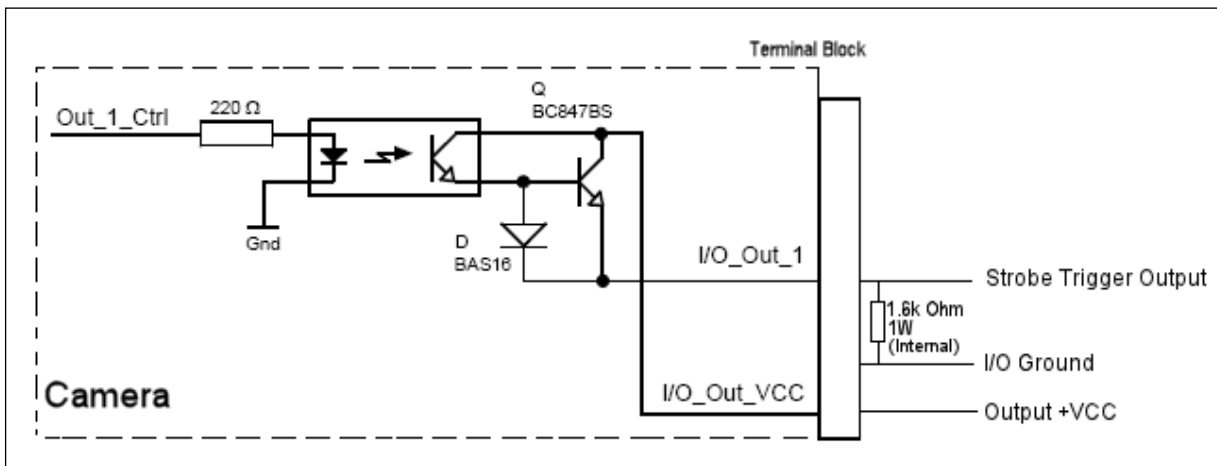 Terminal Block
Q
BC847BS
220 Ω
Out_1_Ctrl
Gnd
D
BAS16
I/O_Out_1
Strobe Trigger Output
1.6k Ohm
1W
(Internal)
I/O Ground
I/O_Out_VCC
Output +VCC
Camera